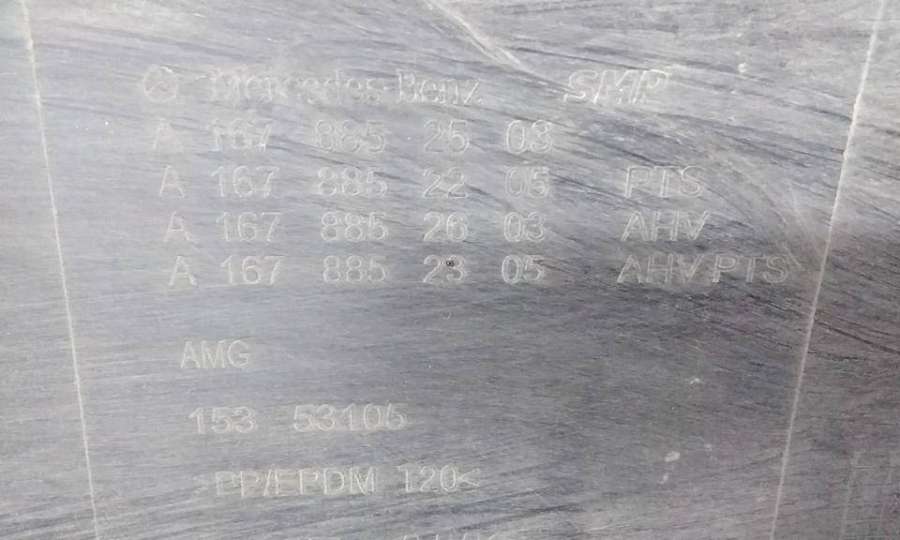 Mercedes-Benz SMP
A 167 885 25 03
A 167 885 22 05 PTS
A 167 885 26 03 AHV
A 167 885 23 05 AHV PTS
AMG
153 53105
PP/EPDM T20<